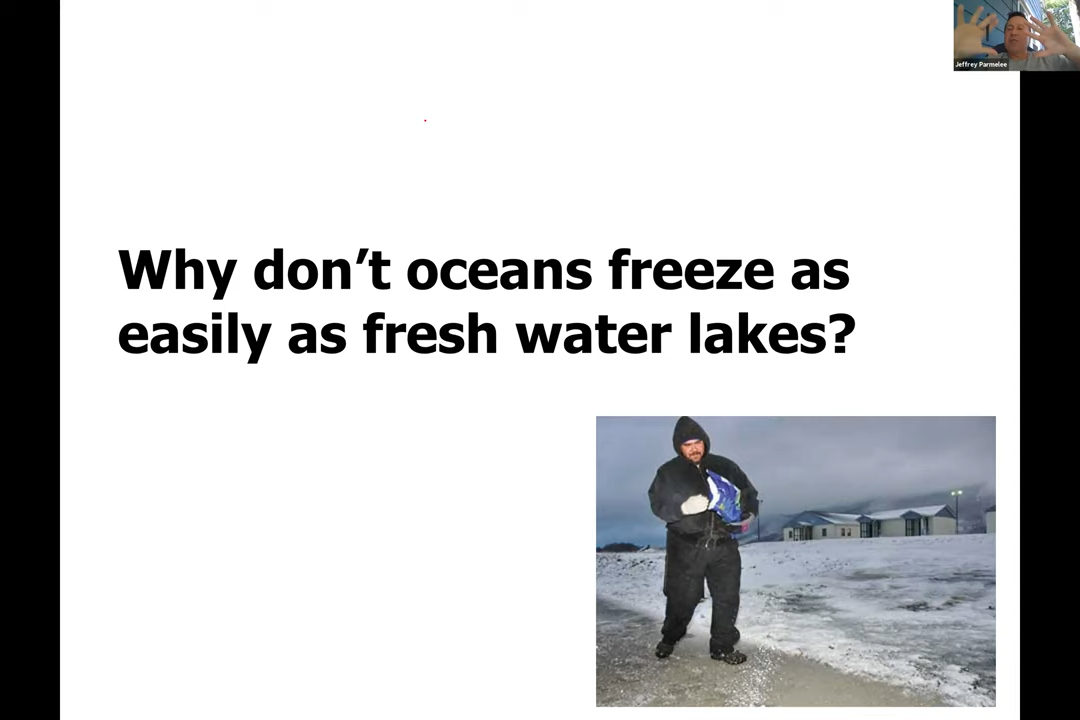 Jeffrey Parmelee
Why don’t oceans freeze as
easily as fresh water lakes?